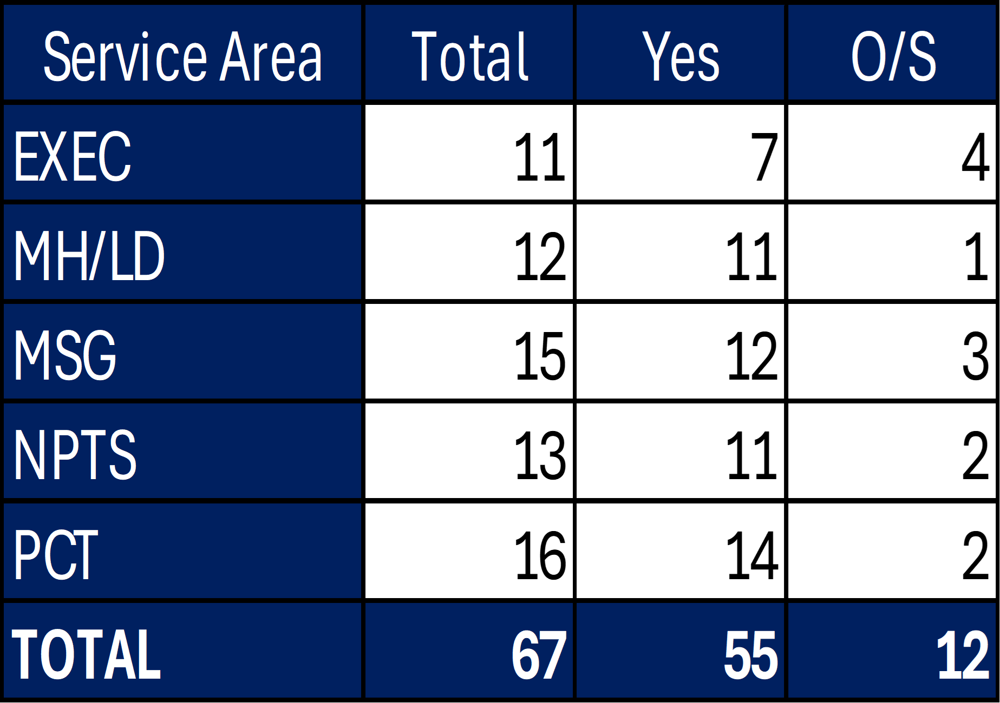 Service Area Total Yes O/S
EXEC 11 7 4
MH/LD 12 11 1
MSG 15 12 3
NPTS 13 11 2
PCT 16 14 2
TOTAL 67 55 12